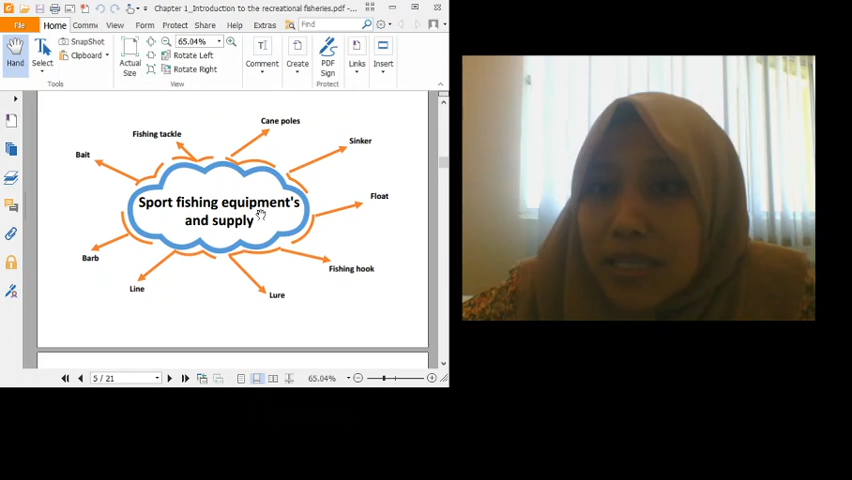 Chapter 1_Introduction to the recreational fisheries.pdf -...
File Home Comm Form Protect Share Help Extras Find
Hand
Select
SnapShot
Clipboard
Tools
Actual Size
65.04%
Rotate Left
Rotate Right
View
Comment
Create
PDF Sign
Protect
Links
Insert
Cane poles
Fishing tackle
Sinker
Bait
Float
Sport fishing equipment's
and supply
Barb
Fishing hook
Line
Lure
5 / 21
65.04%